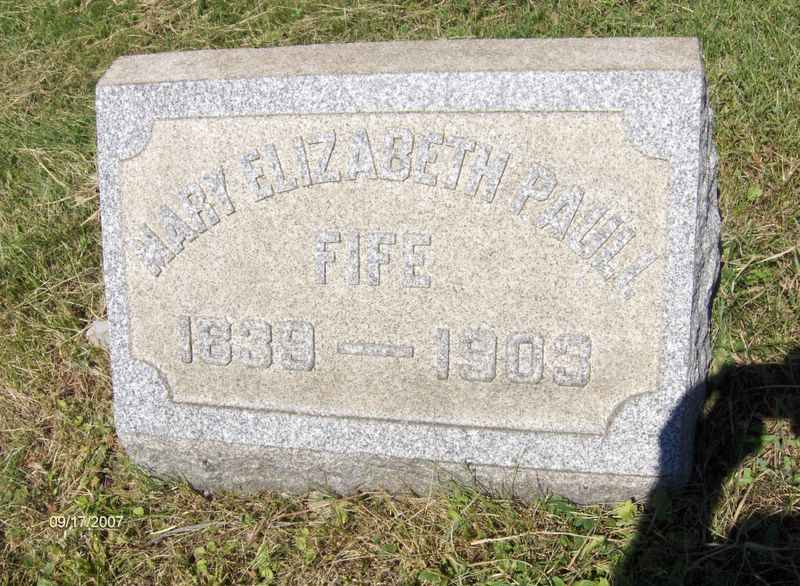 MARY ELIZABETH PAULL
FIFE
1839 — 1903
09/17/2007